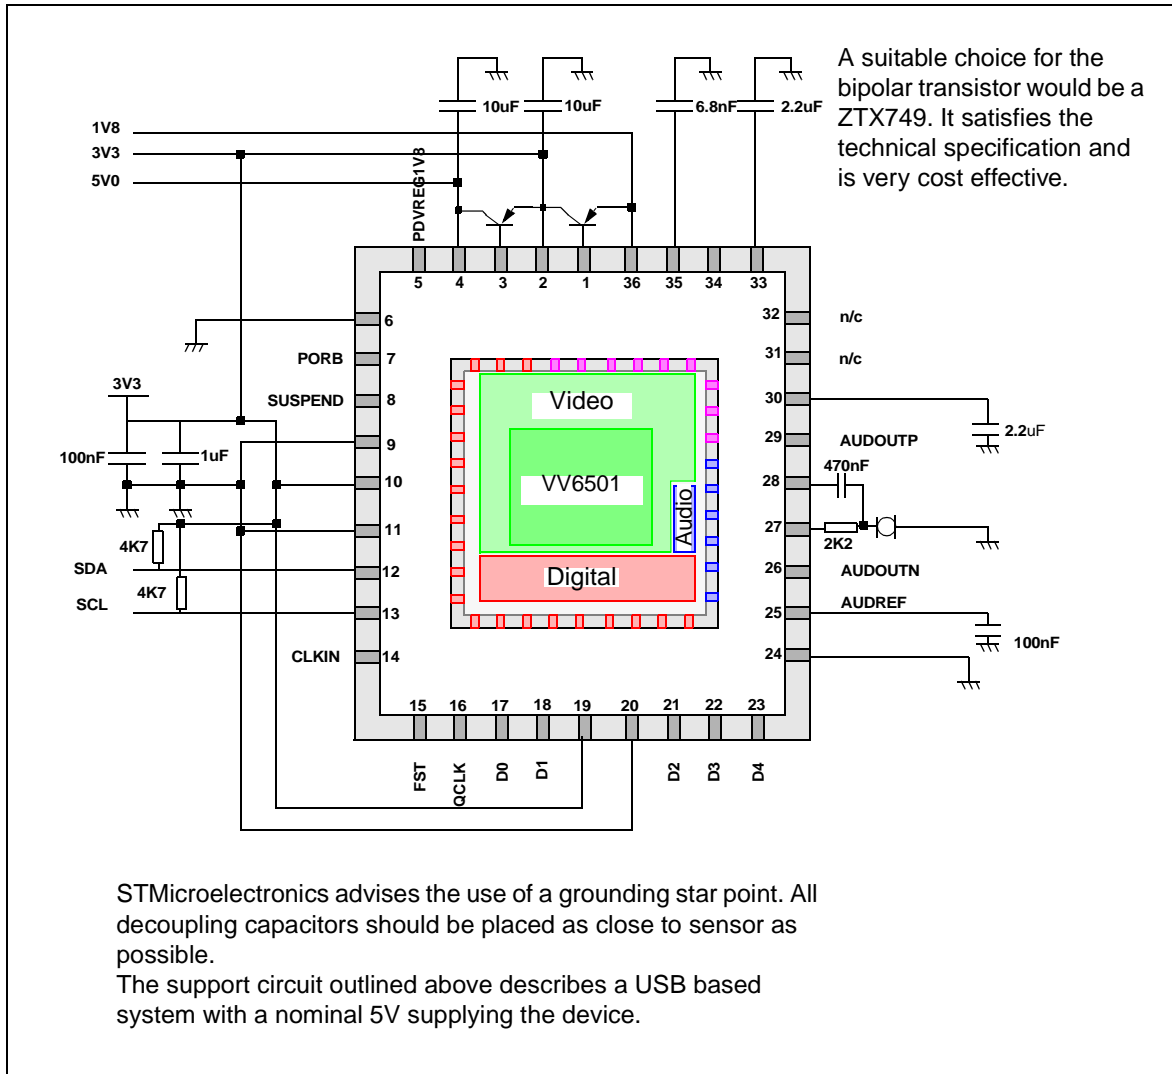 A suitable choice for the
bipolar transistor would be a
ZTX749. It satisfies the
technical specification and
is very cost effective.
10uF
10uF
6.8nF
2.2uF
1V8
3V3
5V0
PDVREG1V8
5
4
3
2
1
36
35
34
33
6
PORB
7
SUSPEND
8
9
10
11
SDA
12
SCL
13
CLKIN
14
3V3
100nF
1uF
4K7
4K7
32
n/c
31
n/c
30
2.2uF
29
AUDOUTP
470nF
28
27
2K2
26
AUDOUTN
25
AUDREF
100nF
24
Video
VV6501
Audio
Digital
15
16
17
18
19
20
21
22
23
FST
QCLK
D0
D1
D2
D3
D4
STMicroelectronics advises the use of a grounding star point. All
decoupling capacitors should be placed as close to sensor as
possible.
The support circuit outlined above describes a USB based
system with a nominal 5V supplying the device.